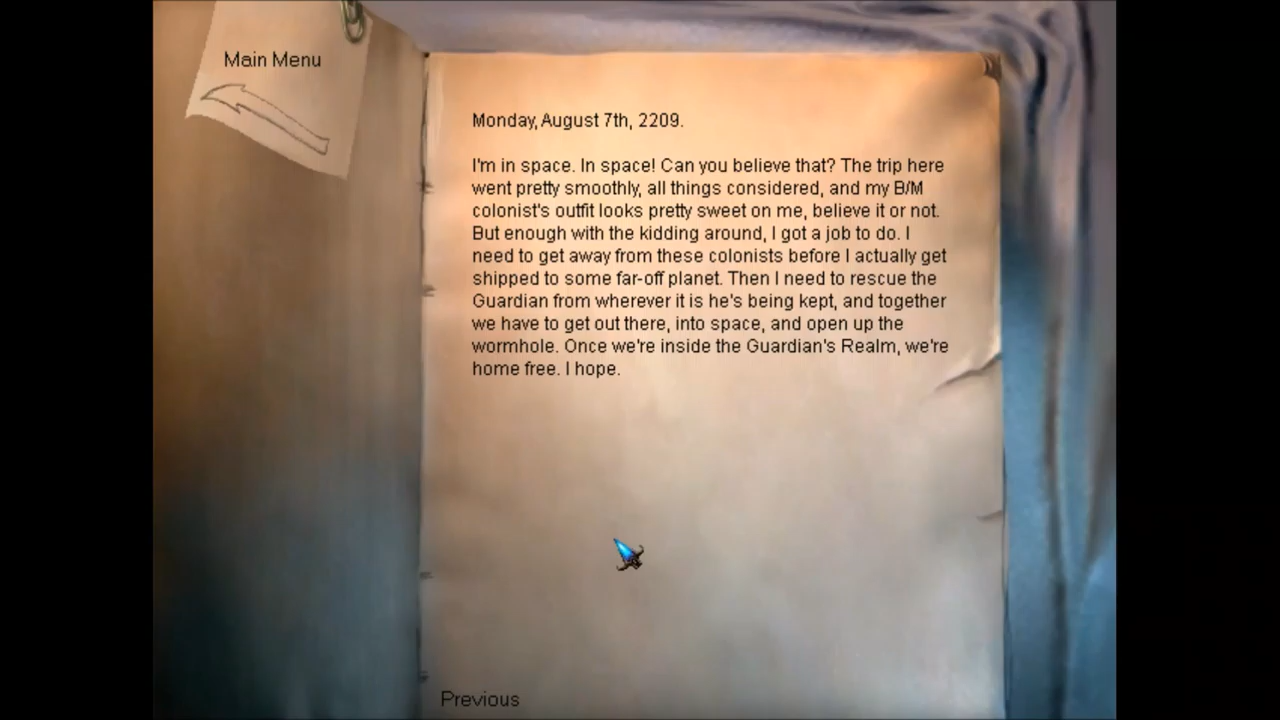 Main Menu
Monday, August 7th, 2209.
I'm in space. In space! Can you believe that? The trip here
went pretty smoothly, all things considered, and my B/M
colonist's outfit looks pretty sweet on me, believe it or not.
But enough with the kidding around, I got a job to do. I
need to get away from these colonists before I actually get
shipped to some far-off planet. Then I need to rescue the
Guardian from wherever it is he's being kept, and together
we have to get out there, into space, and open up the
wormhole. Once we're inside the Guardian's Realm, we're
home free. I hope.
Previous